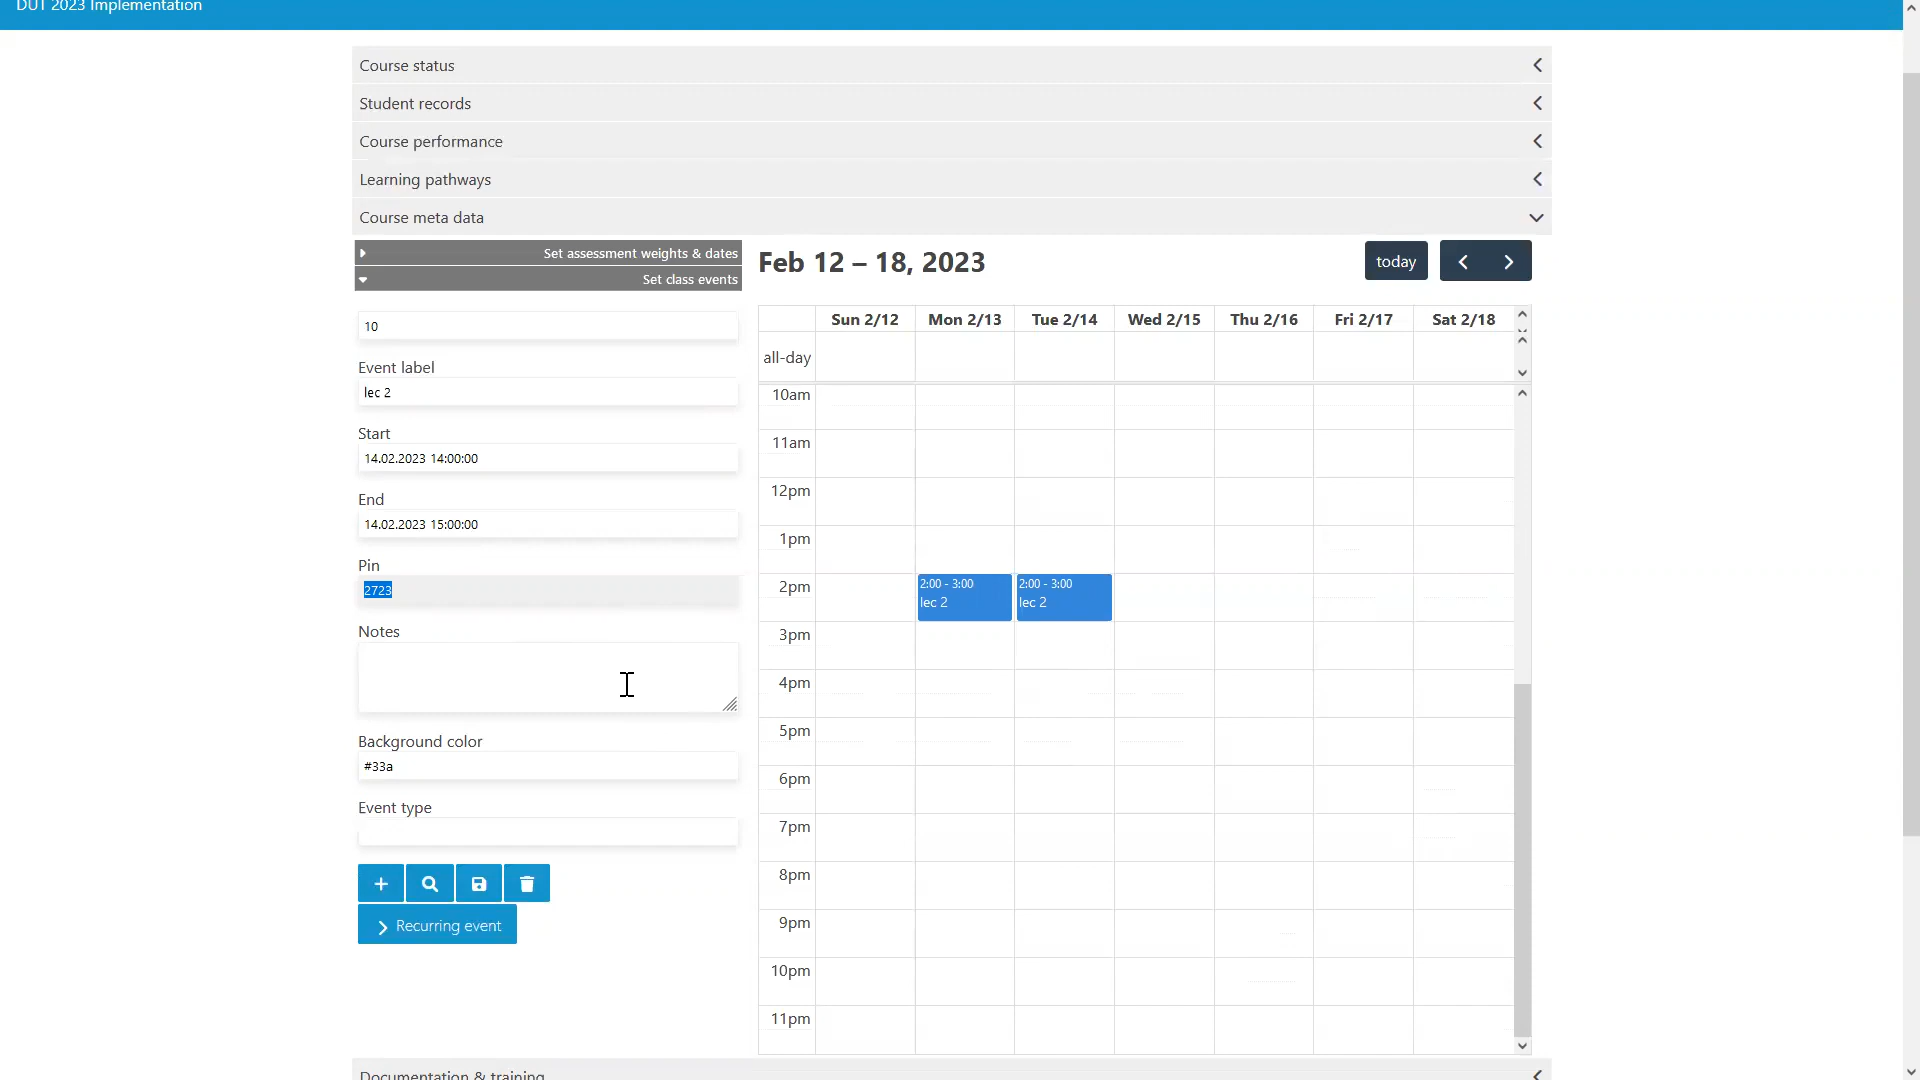 DUT 2023 Implementation
Course status
Student records
Course performance
Learning pathways
Course meta data
Set assessment weights & dates
Set class events
10
Event label
lec 2
Start
14.02.2023 14:00:00
End
14.02.2023 15:00:00
Pin
2723
Notes
Background color
#33a
Event type
Recurring event
Feb 12 – 18, 2023
today
Sun 2/12 Mon 2/13 Tue 2/14 Wed 2/15 Thu 2/16 Fri 2/17 Sat 2/18
all-day
10am
11am
12pm
1pm
2pm
2:00 - 3:00 2:00 - 3:00
lec 2 lec 2
3pm
4pm
5pm
6pm
7pm
8pm
9pm
10pm
11pm
Documentation & training